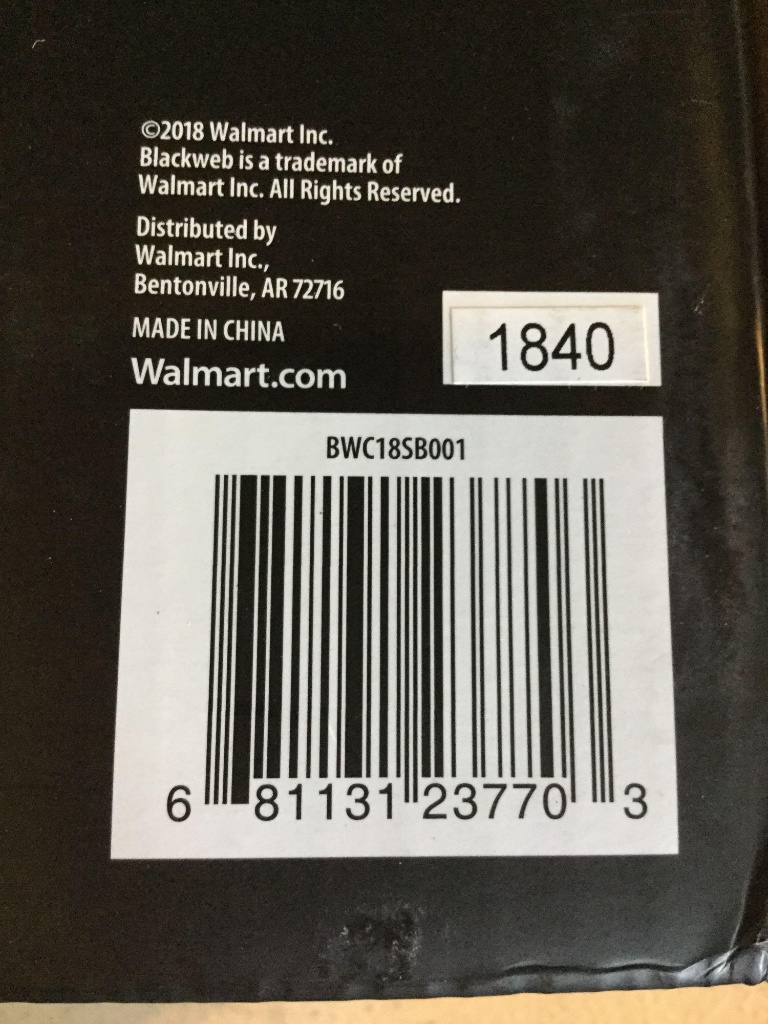 ©2018 Walmart Inc.
Blackweb is a trademark of
Walmart Inc. All Rights Reserved.
Distributed by
Walmart Inc.,
Bentonville, AR 72716
MADE IN CHINA
Walmart.com
1840
BWC18SB001
6 81131 23770 3